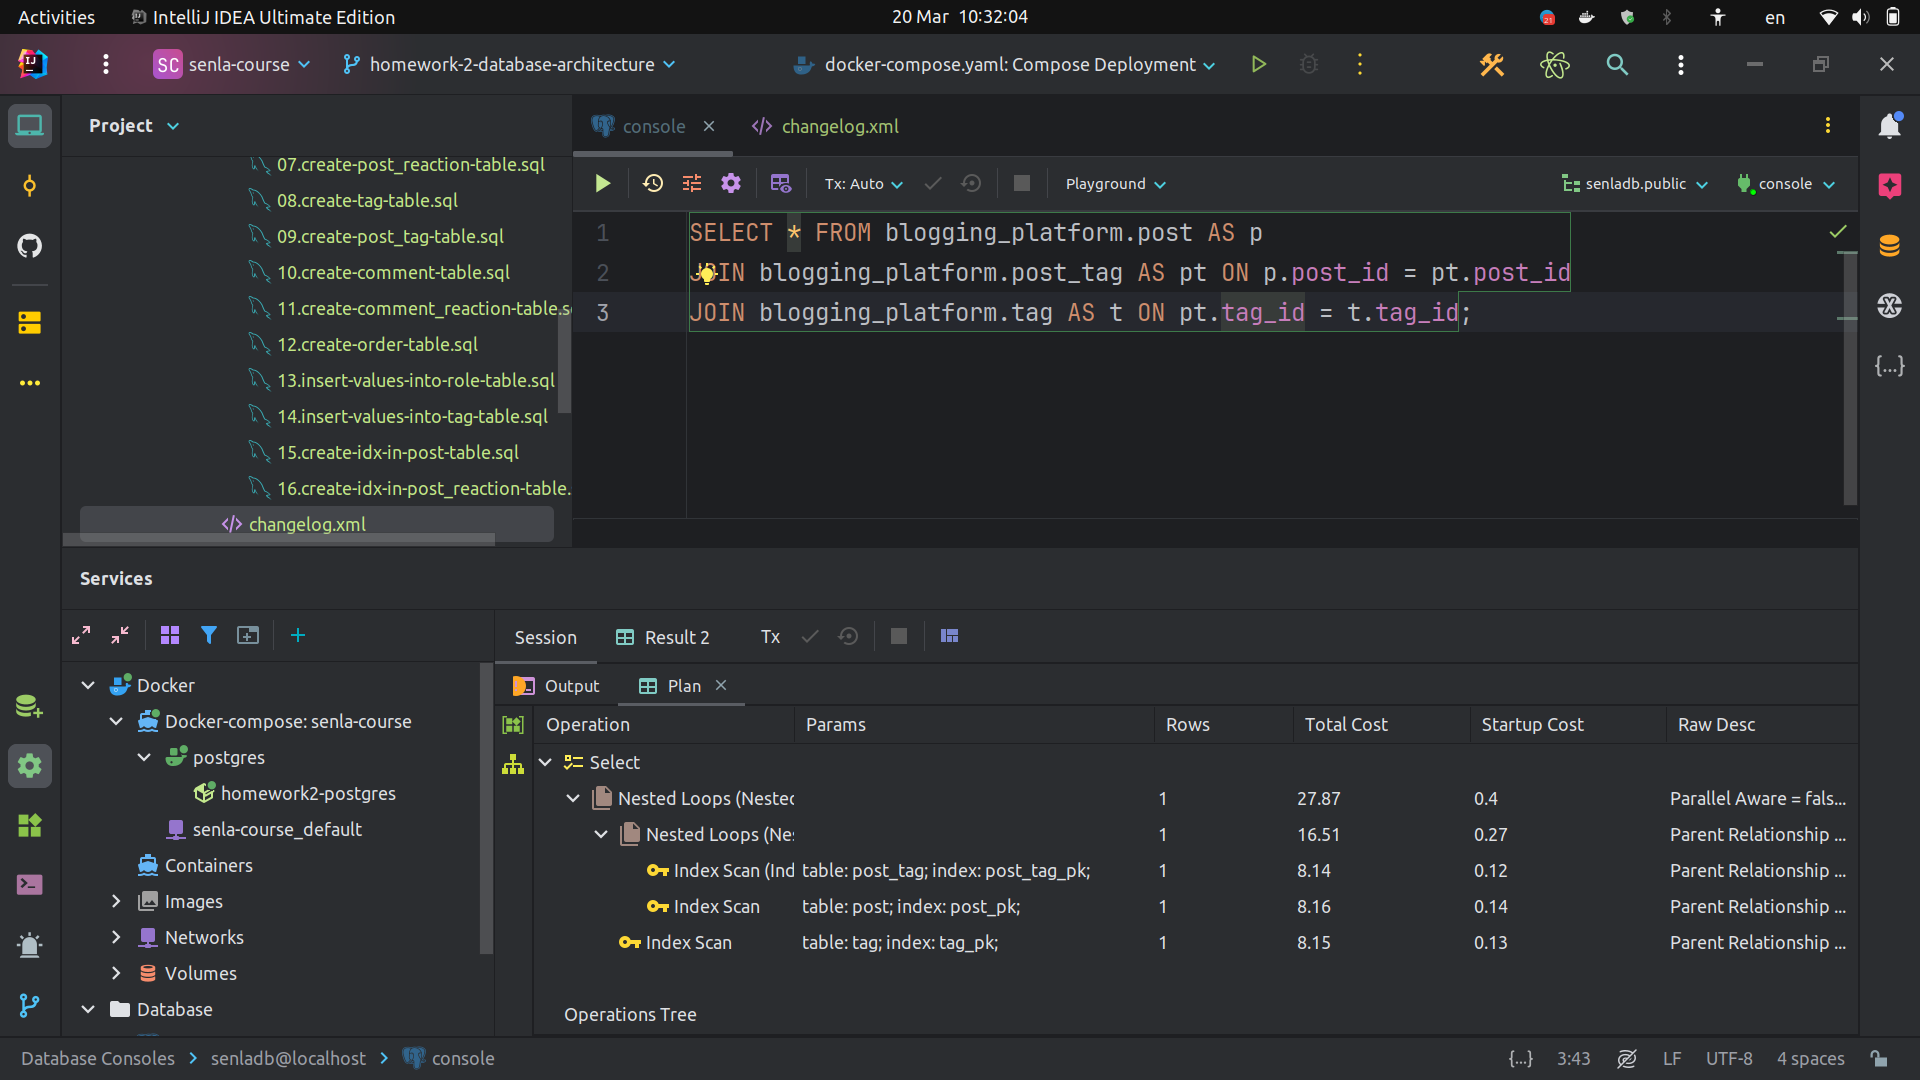 Activities
IntelliJ IDEA Ultimate Edition
20 Mar 10:32:04
21
en
IJ
SC
senla-course
homework-2-database-architecture
docker-compose.yaml: Compose Deployment
Project
07.create-post_reaction-table.sql
08.create-tag-table.sql
09.create-post_tag-table.sql
10.create-comment-table.sql
11.create-comment_reaction-table.s
12.create-order-table.sql
13.insert-values-into-role-table.sql
14.insert-values-into-tag-table.sql
15.create-idx-in-post-table.sql
16.create-idx-in-post_reaction-table.
changelog.xml
console
changelog.xml
Tx: Auto
Playground
senladb.public
console
1 SELECT * FROM blogging_platform.post AS p
2 JOIN blogging_platform.post_tag AS pt ON p.post_id = pt.post_id
3 JOIN blogging_platform.tag AS t ON pt.tag_id = t.tag_id;
{...}
Services
Session
Result 2
Tx
Docker
Docker-compose: senla-course
postgres
homework2-postgres
senla-course_default
Containers
Images
Networks
Volumes
Database
Output
Plan
Operation Params Rows Total Cost Startup Cost Raw Desc
Select
Nested Loops (Nested 1 27.87 0.4 Parallel Aware = fals...
Nested Loops (Nes 1 16.51 0.27 Parent Relationship ...
Index Scan (Ind table: post_tag; index: post_tag_pk; 1 8.14 0.12 Parent Relationship ...
Index Scan table: post; index: post_pk; 1 8.16 0.14 Parent Relationship ...
Index Scan table: tag; index: tag_pk; 1 8.15 0.13 Parent Relationship ...
Operations Tree
Database Consoles
senladb@localhost
console
{...}
3:43
LF
UTF-8
4 spaces